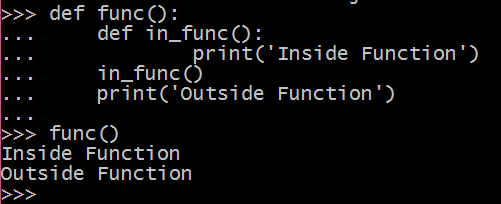 >>> def func():
...     def in_func():
...             print('Inside Function')
...     in_func()
...     print('Outside Function')
...
>>> func()
Inside Function
Outside Function
>>>